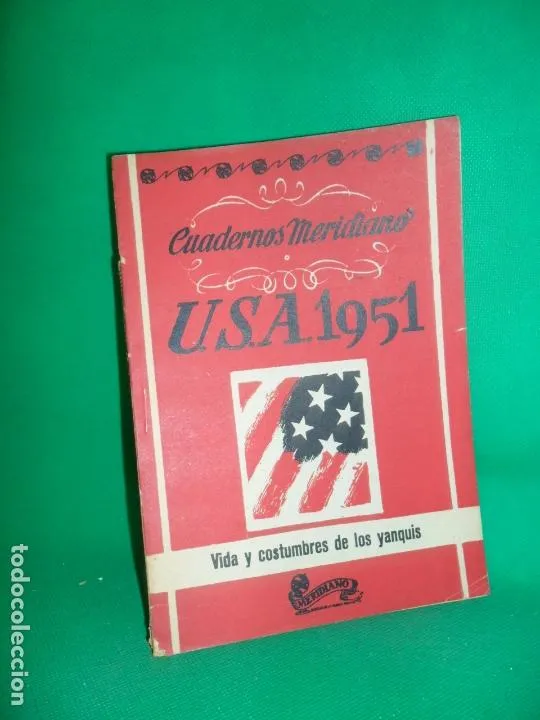 Cuadernos Meridiano
U.S.A. 1951
Vida y costumbres de los yanquis
MERIDIANO
todocoleccion